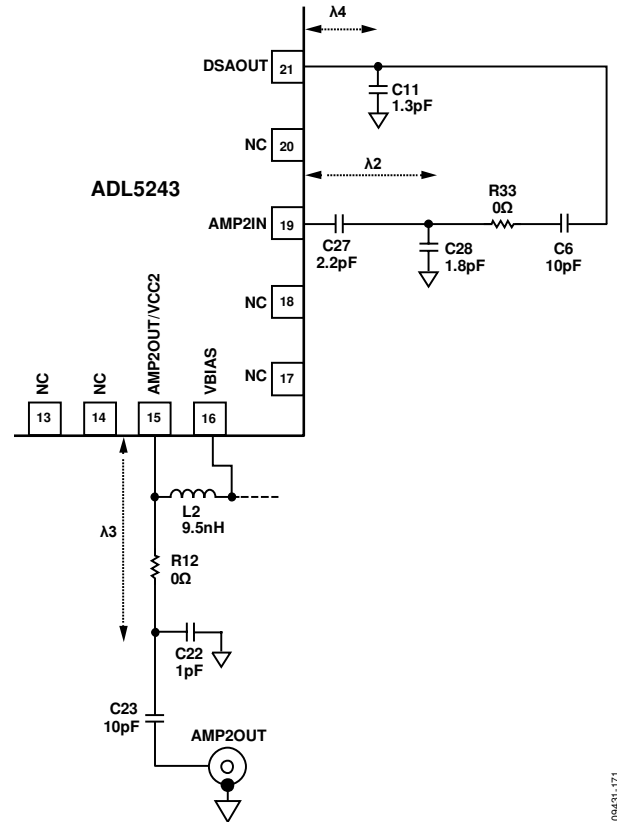 λ4
DSAOUT
21
C11
1.3pF
NC
20
ADL5243
λ2
R33
0Ω
AMP2IN
19
C27
2.2pF
C28
1.8pF
C6
10pF
NC
18
NC
17
NC
NC
AMP2OUT/VCC2
VBIAS
13
14
15
16
L2
9.5nH
λ3
R12
0Ω
C22
1pF
C23
10pF
AMP2OUT
09431-171